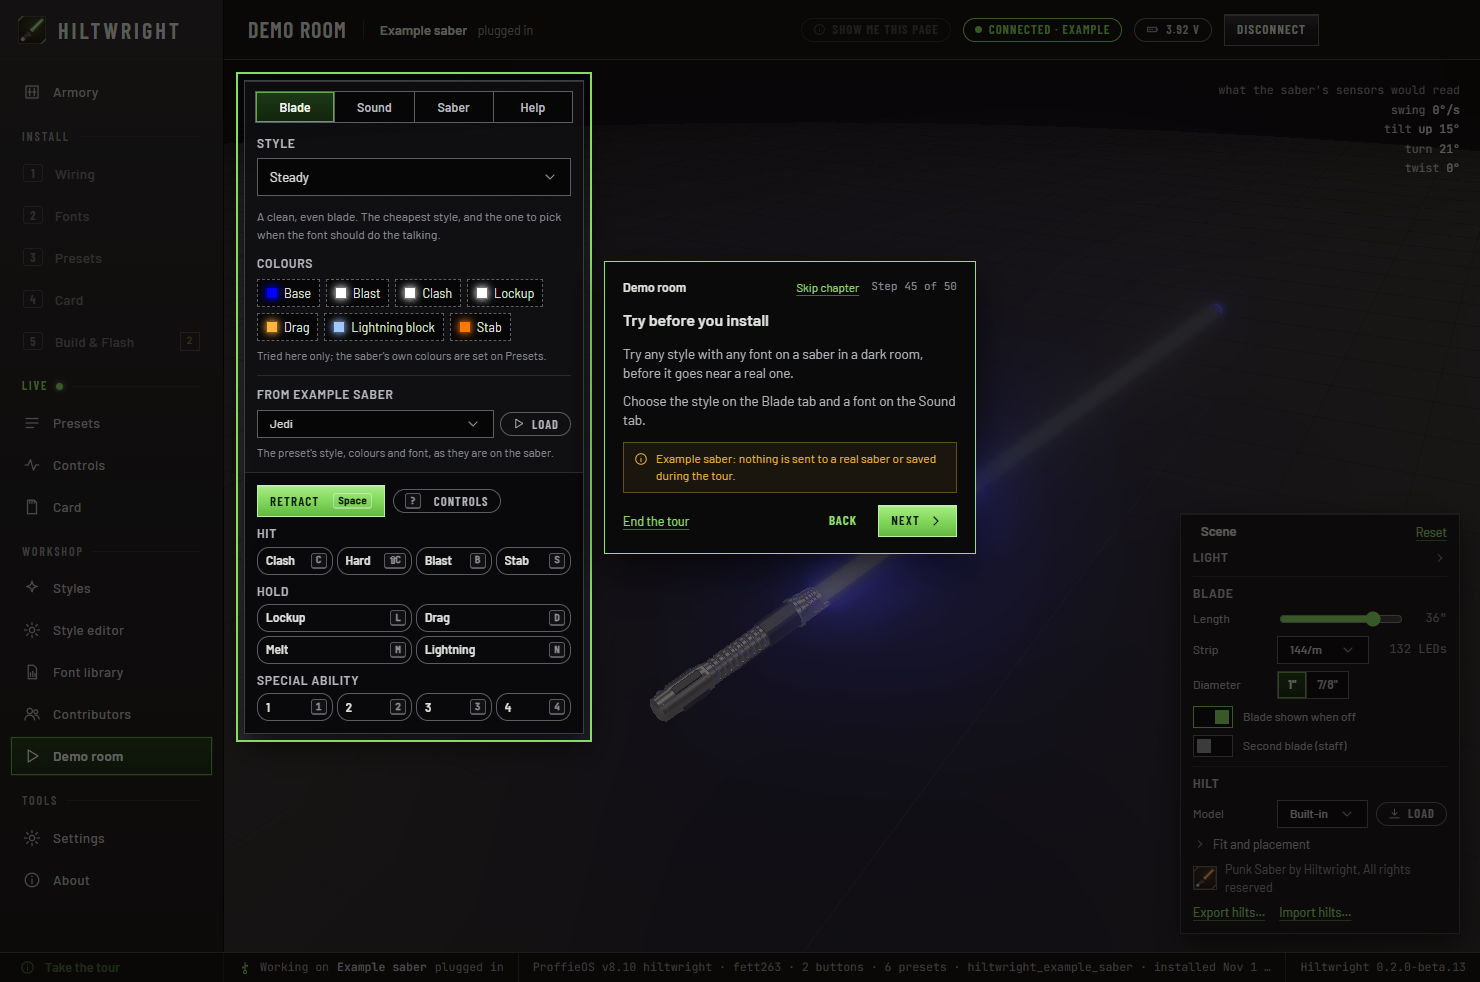 HILTWRIGHT
DEMO ROOM
Example saber plugged in
SHOW ME THIS PAGE
CONNECTED · EXAMPLE
3.92 V
DISCONNECT
Armory
INSTALL
1 Wiring
2 Fonts
3 Presets
4 Card
5 Build & Flash 2
LIVE
Presets
Controls
Card
WORKSHOP
Styles
Style editor
Font library
Contributors
Demo room
TOOLS
Settings
About
Take the tour
Blade Sound Saber Help
STYLE
Steady
A clean, even blade. The cheapest style, and the one to pick
when the font should do the talking.
COLOURS
Base Blast Clash Lockup
Drag Lightning block Stab
Tried here only; the saber's own colours are set on Presets.
FROM EXAMPLE SABER
Jedi LOAD
The preset's style, colours and font, as they are on the saber.
RETRACT Space ? CONTROLS
HIT
Clash C Hard ⇧C Blast B Stab S
HOLD
Lockup L Drag D
Melt M Lightning N
SPECIAL ABILITY
1 1 2 2 3 3 4 4
Demo room Skip chapter Step 45 of 50
Try before you install
Try any style with any font on a saber in a dark room,
before it goes near a real one.
Choose the style on the Blade tab and a font on the Sound
tab.
Example saber: nothing is sent to a real saber or saved
during the tour.
End the tour BACK NEXT
what the saber's sensors would read
swing 0°/s
tilt up 15°
turn 21°
twist 0°
Scene Reset
LIGHT
BLADE
Length 36"
Strip 144/m 132 LEDs
Diameter 1" 7/8"
Blade shown when off
Second blade (staff)
HILT
Model Built-in LOAD
Fit and placement
Punk Saber by Hiltwright, All rights
reserved
Export hilts... Import hilts...
Working on Example saber plugged in
ProffieOS v8.10 hiltwright · fett263 · 2 buttons · 6 presets · hiltwright_example_saber · installed Nov 1 …
Hiltwright 0.2.0-beta.13